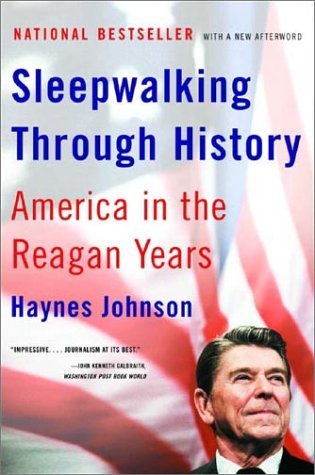 NATIONAL BESTSELLER WITH A NEW AFTERWORD
Sleepwalking
Through History
America in the
Reagan Years
Haynes Johnson
"IMPRESSIVE. . . . JOURNALISM AT ITS BEST."
—JOHN KENNETH GALBRAITH,
WASHINGTON POST BOOK WORLD